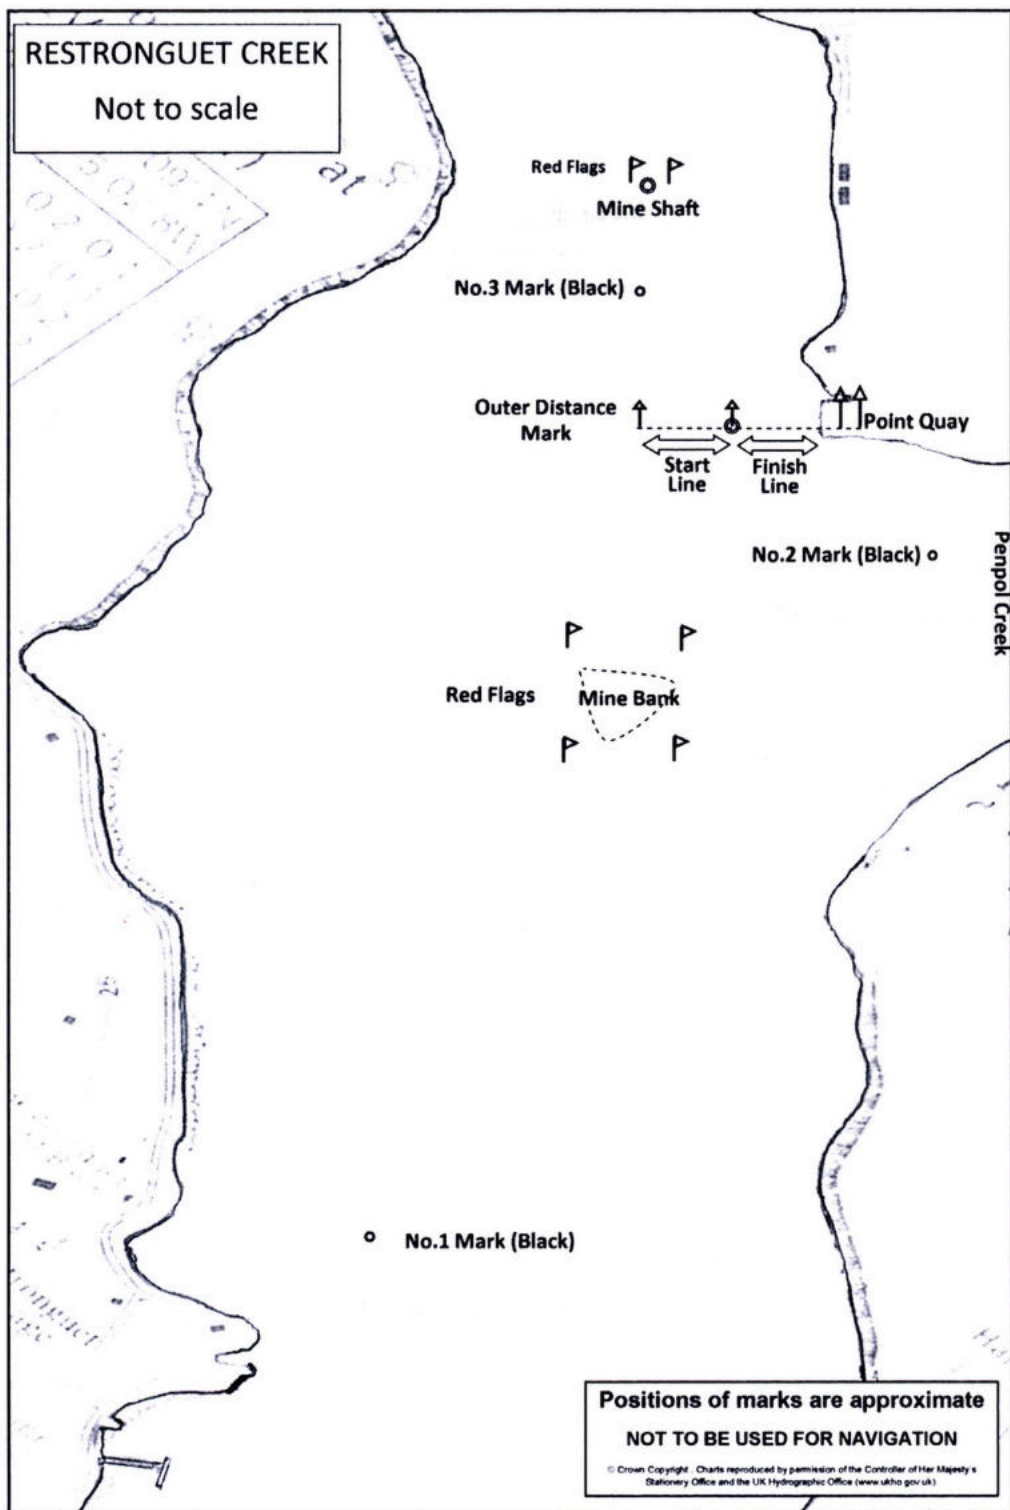 RESTRONGUET CREEK
Not to scale
at
Red Flags
Mine Shaft
No.3 Mark (Black)
Outer Distance
Mark
Point Quay
Start
Line
Finish
Line
No.2 Mark (Black)
Penpol Creek
Red Flags
Mine Bank
No.1 Mark (Black)
Positions of marks are approximate
NOT TO BE USED FOR NAVIGATION
© Crown Copyright . Charts reproduced by permission of the Controller of Her Majesty's
Stationery Office and the UK Hydrographic Office (www.ukho.gov.uk)